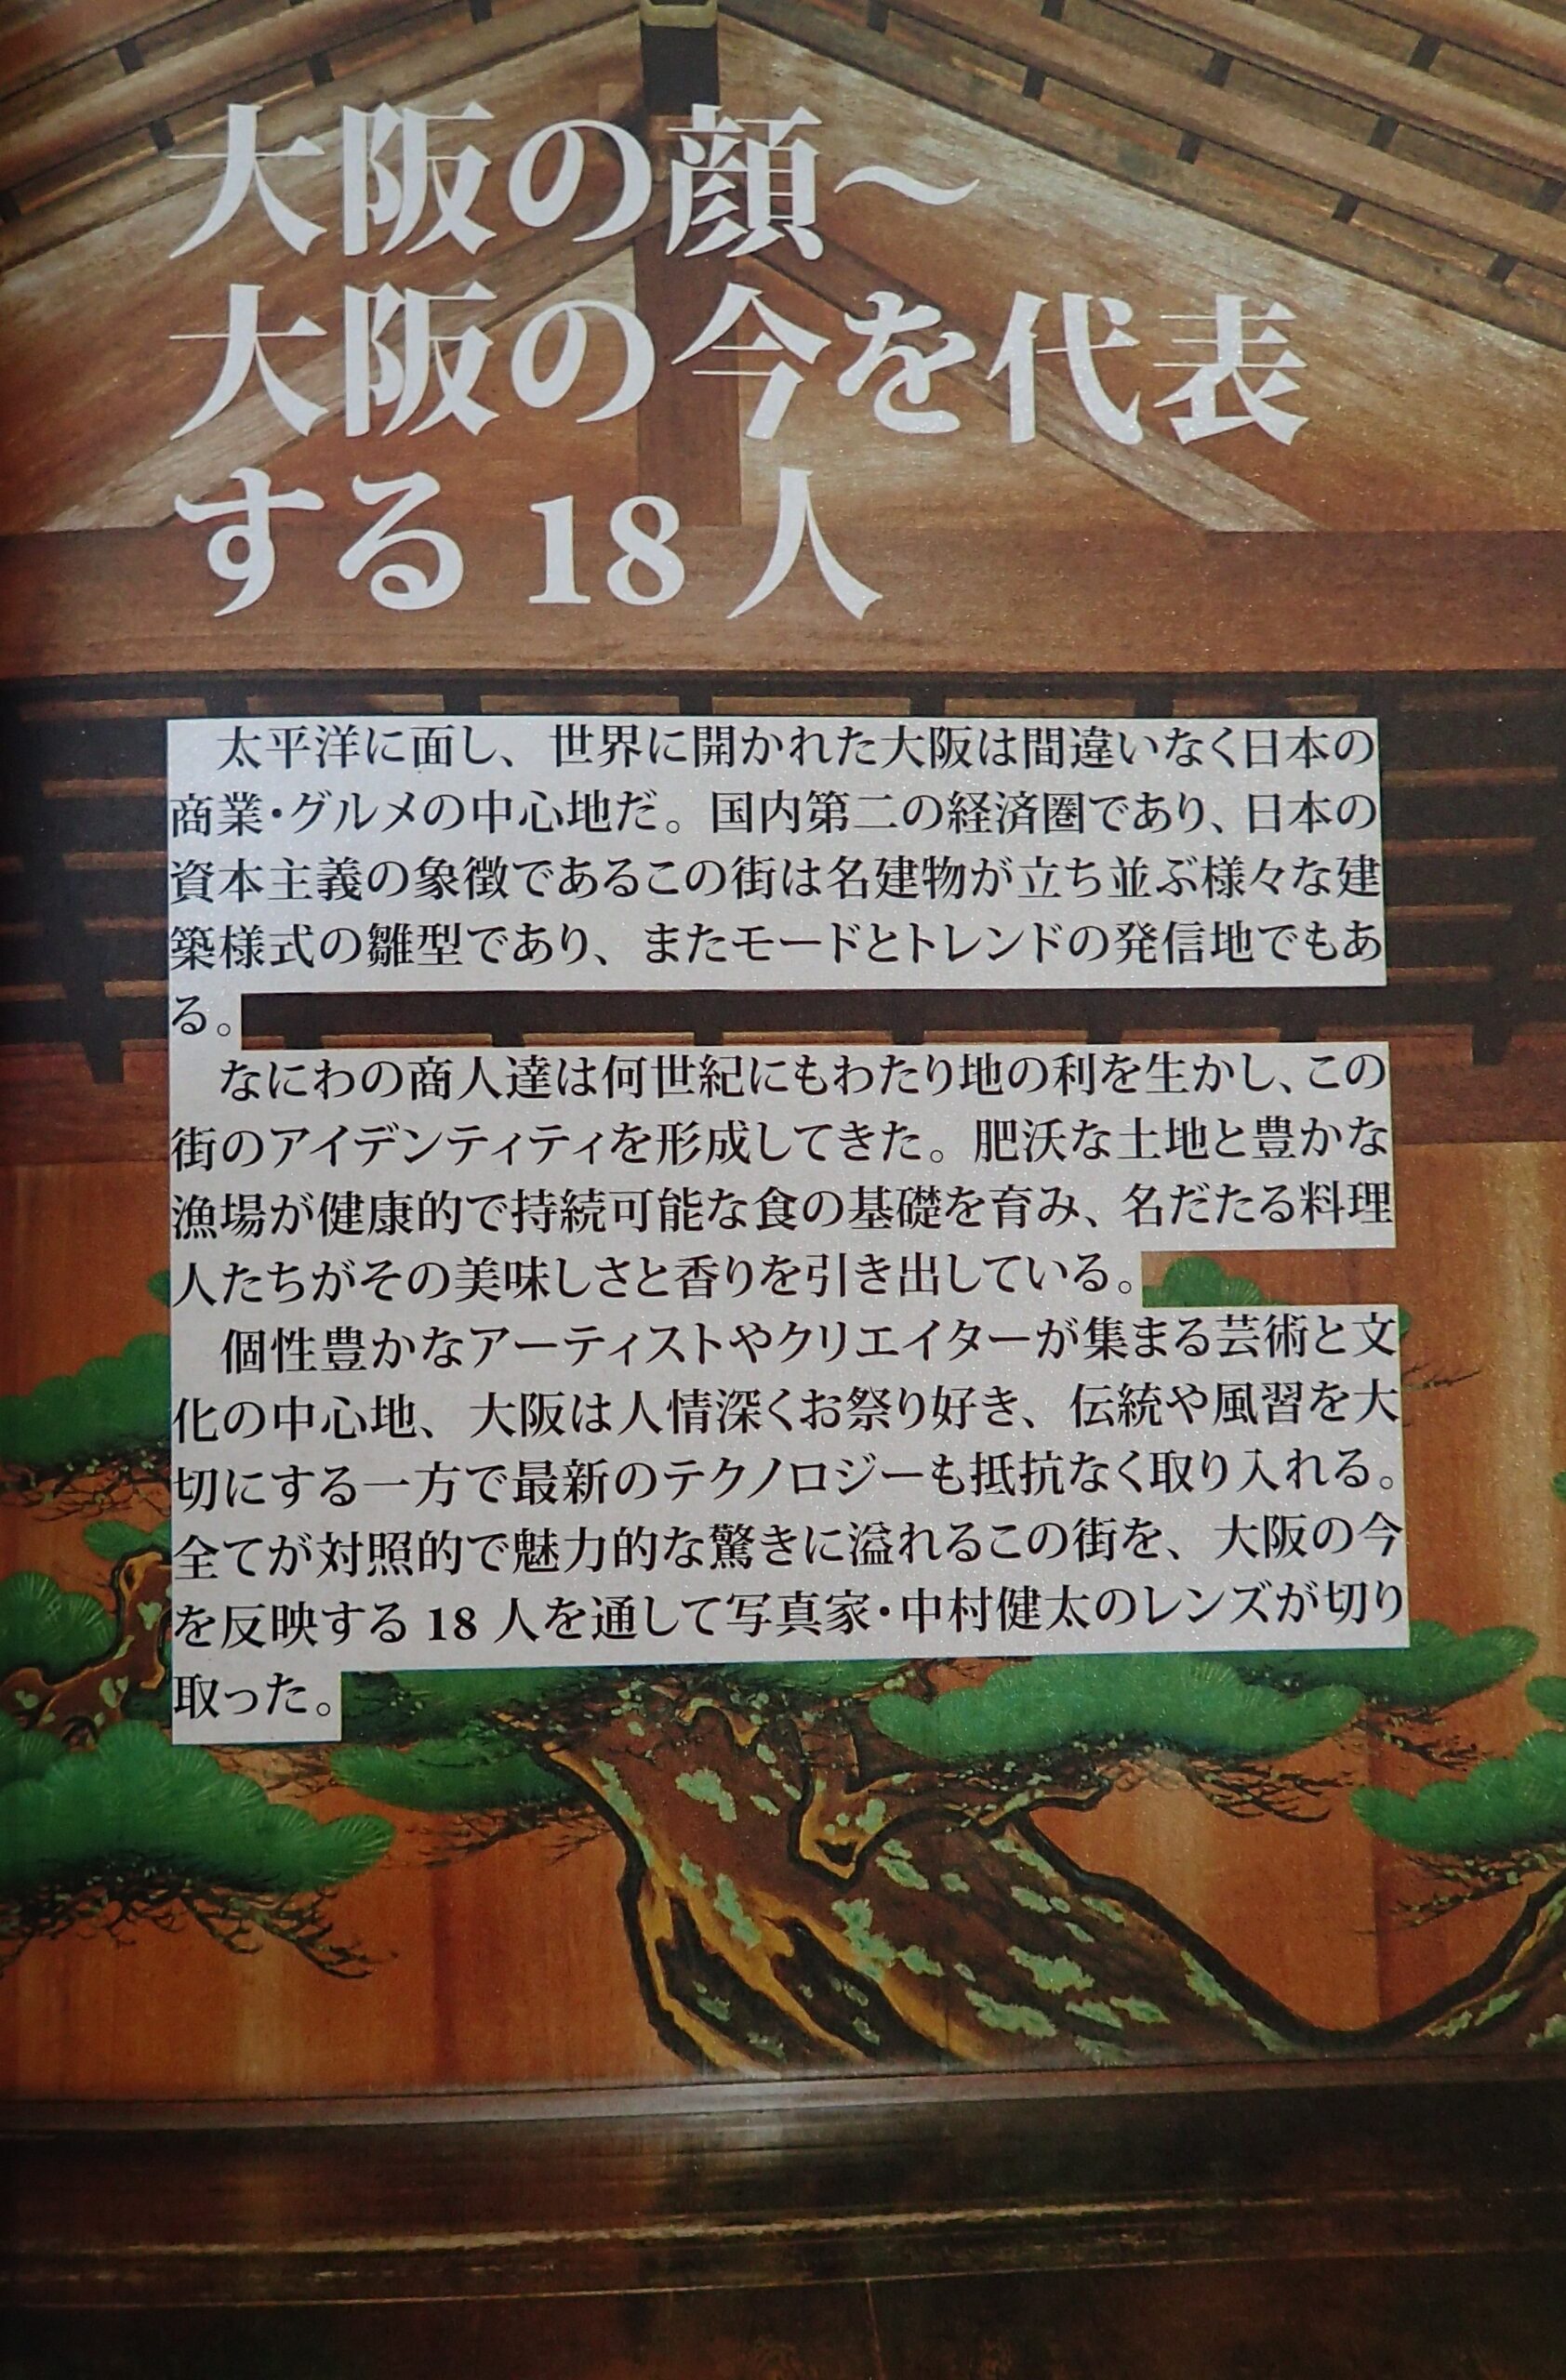 大阪の顔～
大阪の今を代表
する 18 人
太平洋に面し、世界に開かれた大阪は間違いなく日本の
商業・グルメの中心地だ。国内第二の経済圏であり、日本の
資本主義の象徴であるこの街は名建物が立ち並ぶ様々な建
築様式の雛型であり、またモードとトレンドの発信地でもあ
る。
なにわの商人達は何世紀にもわたり地の利を生かし、この
街のアイデンティティを形成してきた。肥沃な土地と豊かな
漁場が健康的で持続可能な食の基礎を育み、名だたる料理
人たちがその美味しさと香りを引き出している。
個性豊かなアーティストやクリエイターが集まる芸術と文
化の中心地、大阪は人情深くお祭り好き、伝統や風習を大
切にする一方で最新のテクノロジーも抵抗なく取り入れる。
全てが対照的で魅力的な驚きに溢れるこの街を、大阪の今
を反映する 18 人を通して写真家・中村健太のレンズが切り
取った。